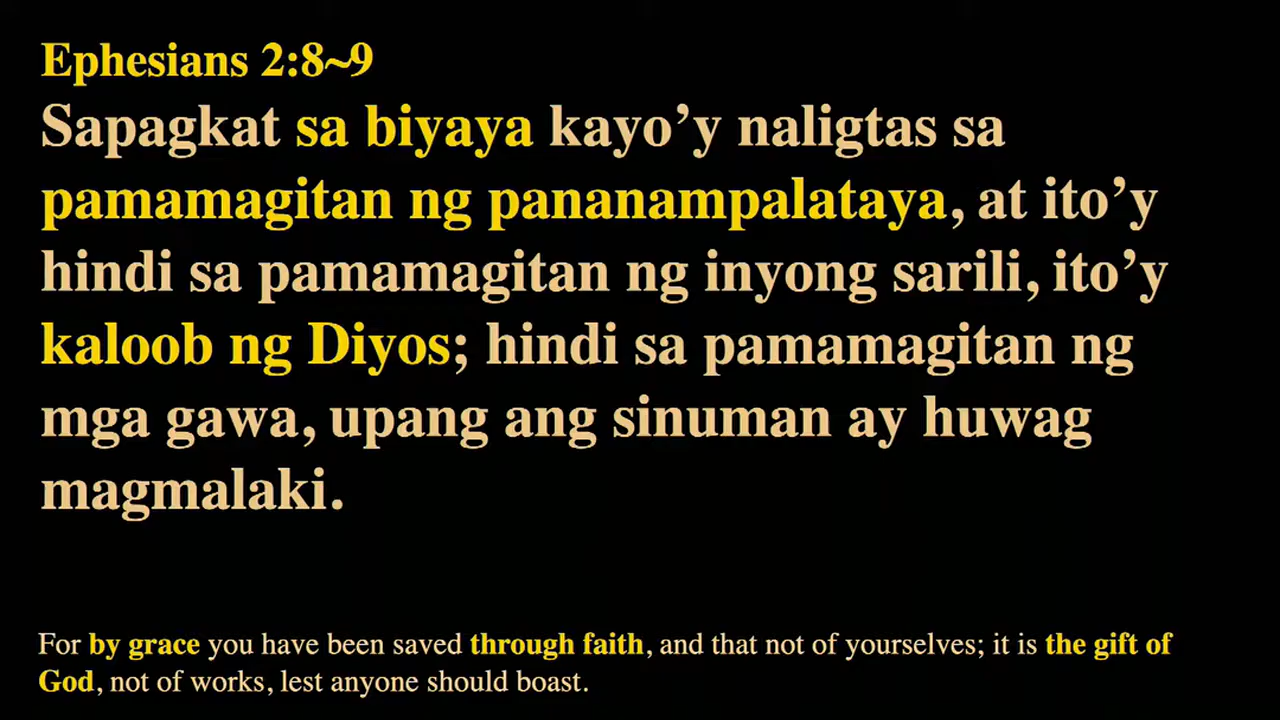 Ephesians 2:8~9
Sapagkat sa biyaya kayo’y naligtas sa
pamamagitan ng pananampalataya, at ito’y
hindi sa pamamagitan ng inyong sarili, ito’y
kaloob ng Diyos; hindi sa pamamagitan ng
mga gawa, upang ang sinuman ay huwag
magmalaki.
For by grace you have been saved through faith, and that not of yourselves; it is the gift of
God, not of works, lest anyone should boast.